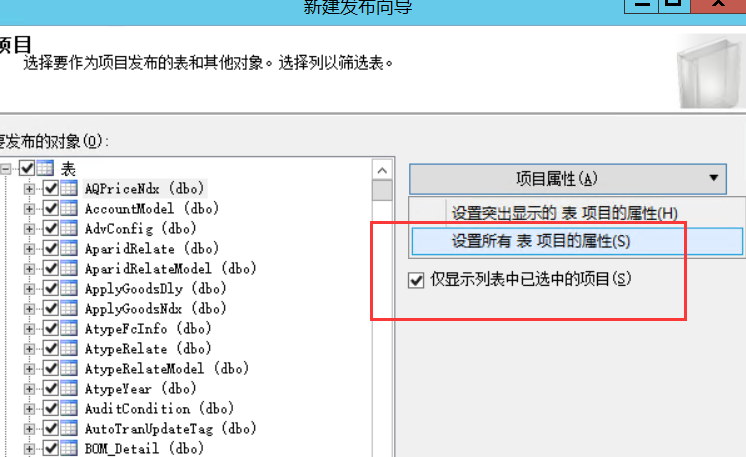 新建发布向导
项目
选择要作为项目发布的表和其他对象。选择列以筛选表。
要发布的对象(O):
表
AQPriceNdx (dbo)
AccountModel (dbo)
AdvConfig (dbo)
AparidRelate (dbo)
AparidRelateModel (dbo)
ApplyGoodsDly (dbo)
ApplyGoodsNdx (dbo)
AtypeFcInfo (dbo)
AtypeRelate (dbo)
AtypeRelateModel (dbo)
AtypeYear (dbo)
AuditCondition (dbo)
AutoTranUpdateTag (dbo)
BOM_Detail (dbo)
项目属性(A)
设置突出显示的 表 项目的属性(H)
设置所有 表 项目的属性(S)
仅显示列表中已选中的项目(S)